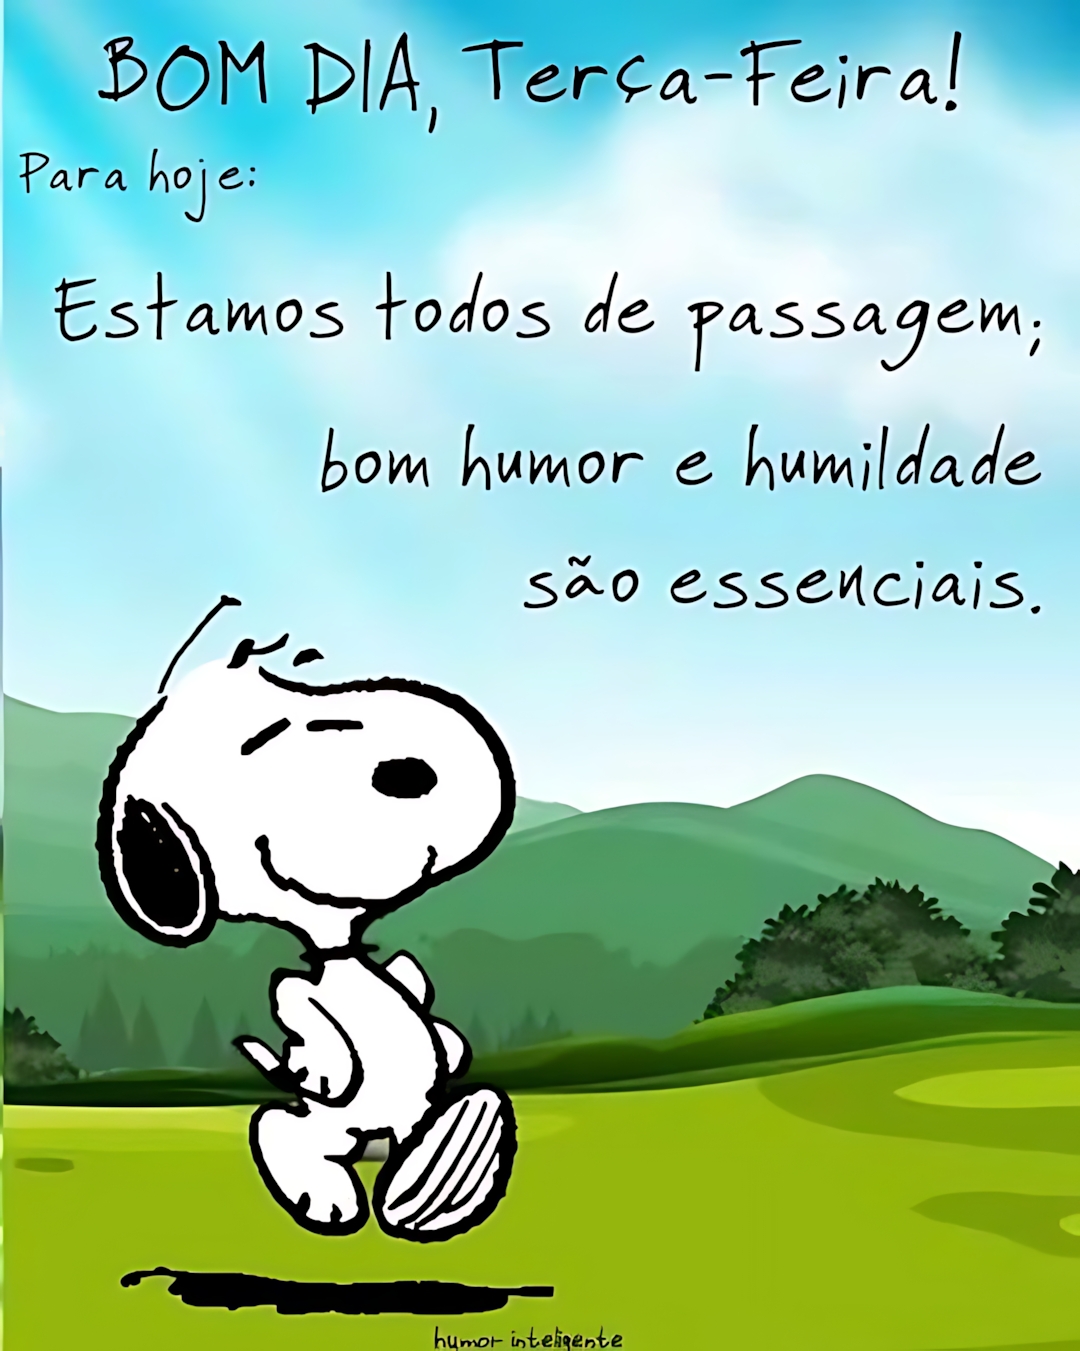 BOM DIA, Terça-Feira!
Para hoje:
Estamos todos de passagem;
bom humor e humildade
são essenciais.
humor inteligente